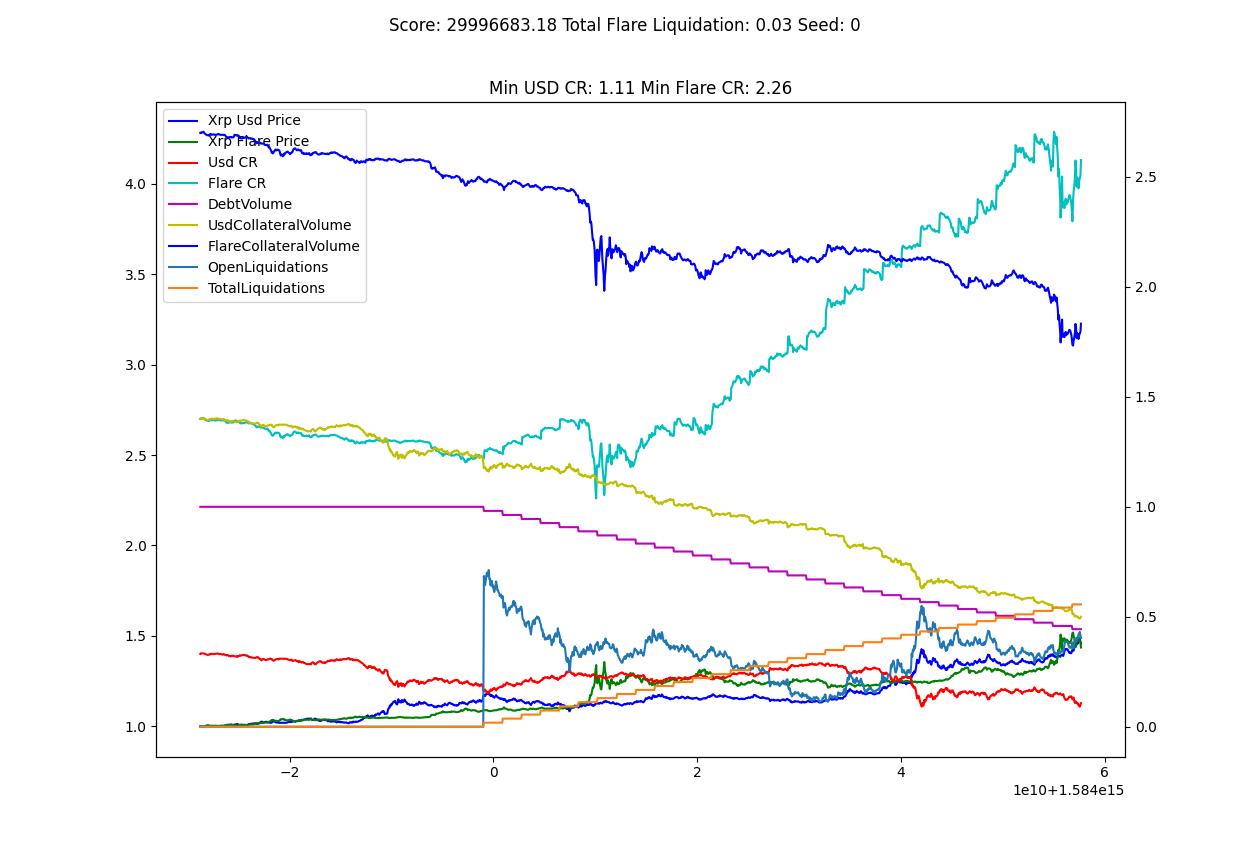 Score: 29996683.18 Total Flare Liquidation: 0.03 Seed: 0
Min USD CR: 1.11 Min Flare CR: 2.26
Xrp Usd Price
Xrp Flare Price
Usd CR
Flare CR
DebtVolume
UsdCollateralVolume
FlareCollateralVolume
OpenLiquidations
TotalLiquidations
4.0
3.5
3.0
2.5
2.0
1.5
1.0
2.5
2.0
1.5
1.0
0.5
0.0
−2
0
2
4
6
1e10+1.584e15